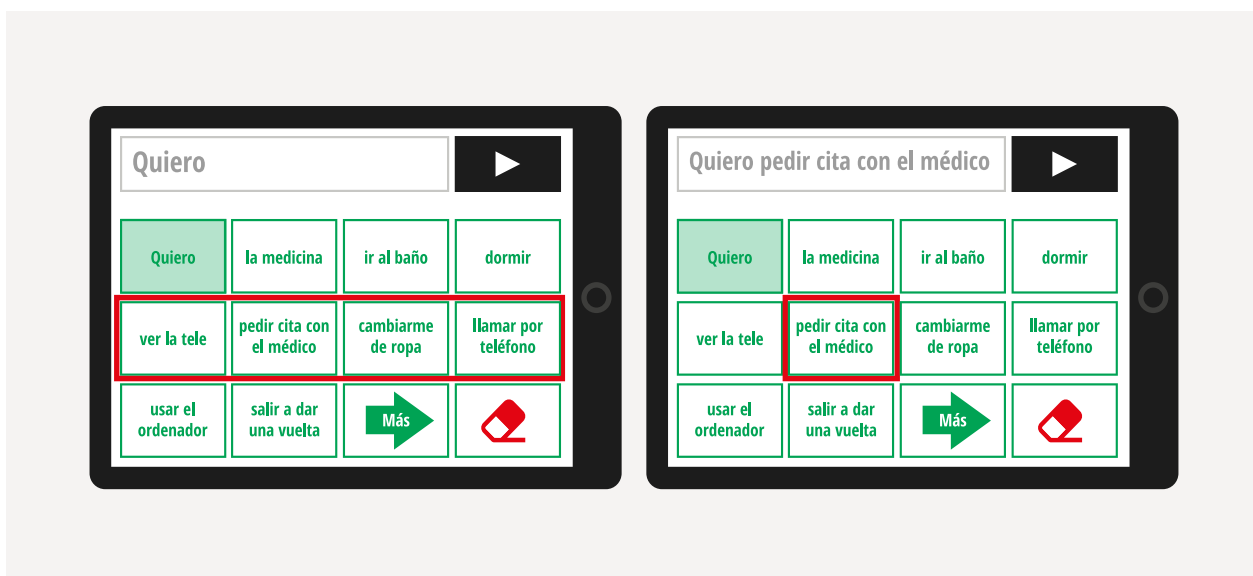 Quiero
Quiero
la medicina
ir al baño
dormir
ver la tele
pedir cita con
el médico
cambiarme
de ropa
llamar por
teléfono
usar el
ordenador
salir a dar
una vuelta
Más
Quiero pedir cita con el médico
Quiero
la medicina
ir al baño
dormir
ver la tele
pedir cita con
el médico
cambiarme
de ropa
llamar por
teléfono
usar el
ordenador
salir a dar
una vuelta
Más